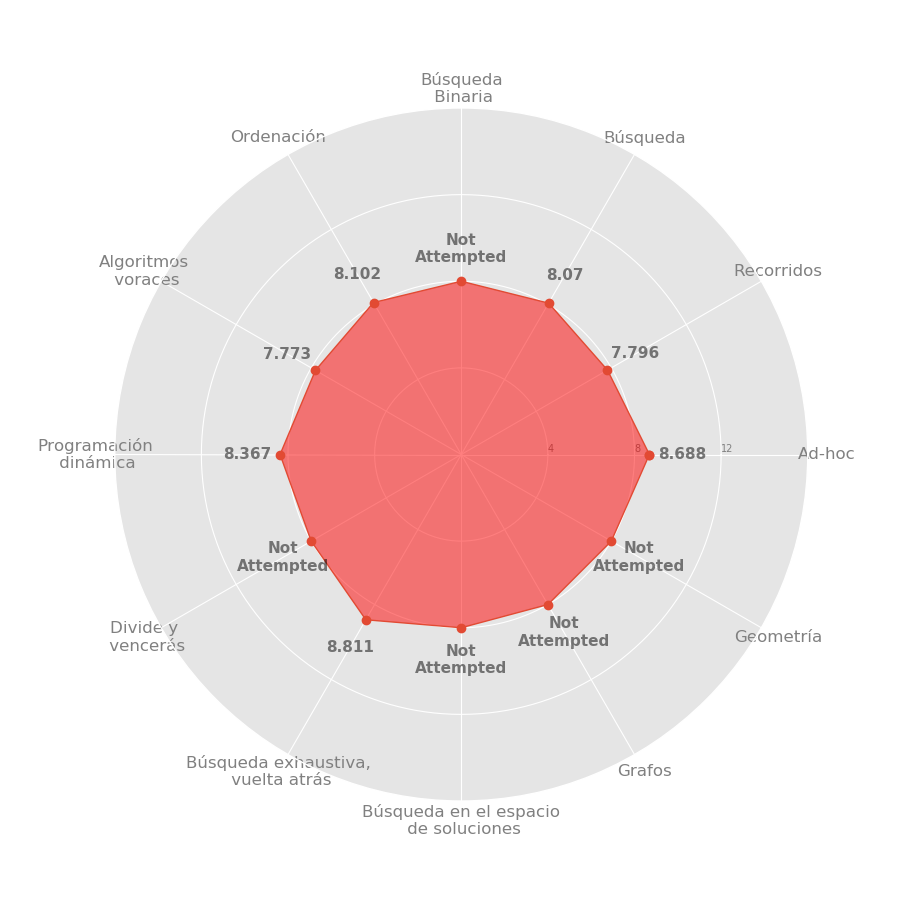 Búsqueda
Binaria
Ordenación
Búsqueda
Not
Attempted
8.102
8.07
Algoritmos
voraces
Recorridos
7.773
7.796
Programación
dinámica
8.367
4
8
12
8.688
Ad-hoc
Not
Attempted
Not
Attempted
Divide y
vencerás
8.811
Not
Attempted
Not
Attempted
Geometría
Búsqueda exhaustiva,
vuelta atrás
Grafos
Búsqueda en el espacio
de soluciones